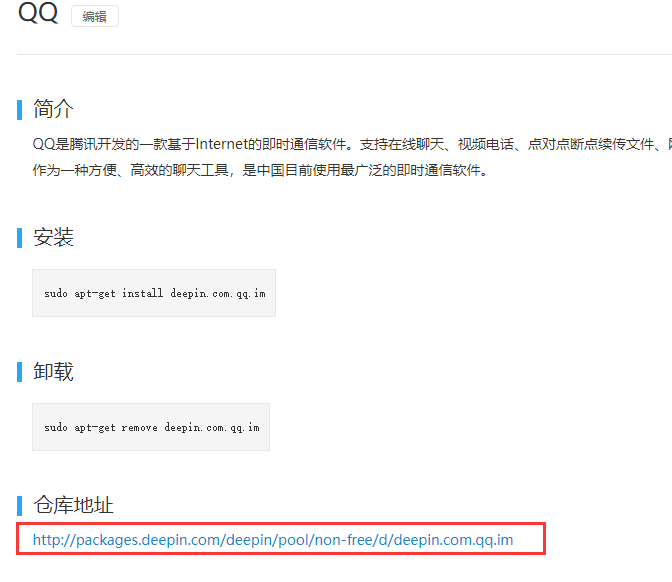 QQ 编辑
简介
QQ是腾讯开发的一款基于Internet的即时通信软件。支持在线聊天、视频电话、点对点断点续传文件、
作为一种方便、高效的聊天工具，是中国目前使用最广泛的即时通信软件。
安装
sudo apt-get install deepin.com.qq.im
卸载
sudo apt-get remove deepin.com.qq.im
仓库地址
http://packages.deepin.com/deepin/pool/non-free/d/deepin.com.qq.im